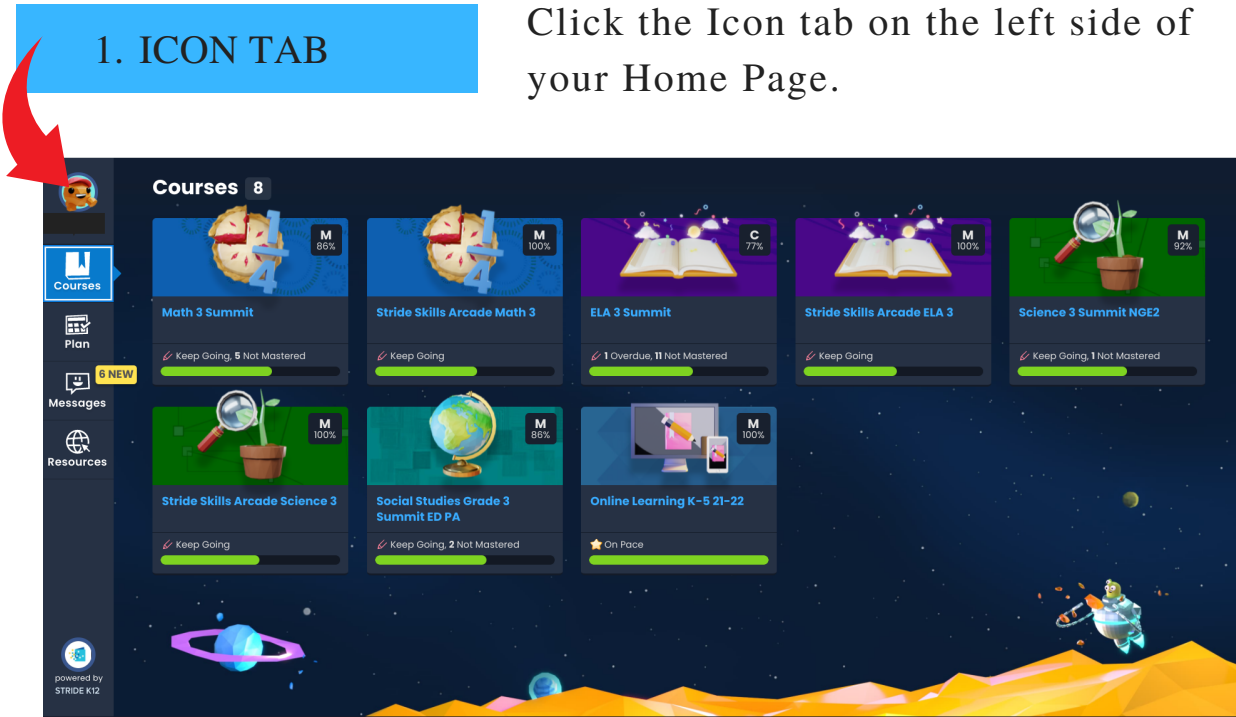 1. ICON TAB
Click the Icon tab on the left side of
your Home Page.
Courses 8
Courses
Plan
6 NEW
Messages
Resources
powered by
STRIDE K12
1
4
M
86%
Math 3 Summit
Keep Going, 5 Not Mastered
1
4
M
100%
Stride Skills Arcade Math 3
Keep Going
C
77%
ELA 3 Summit
1 Overdue, 11 Not Mastered
M
100%
Stride Skills Arcade ELA 3
Keep Going
M
92%
Science 3 Summit NGE2
Keep Going, 1 Not Mastered
M
100%
Stride Skills Arcade Science 3
Keep Going
M
86%
Social Studies Grade 3
Summit ED PA
Keep Going, 2 Not Mastered
M
100%
Online Learning K-5 21-22
On Pace